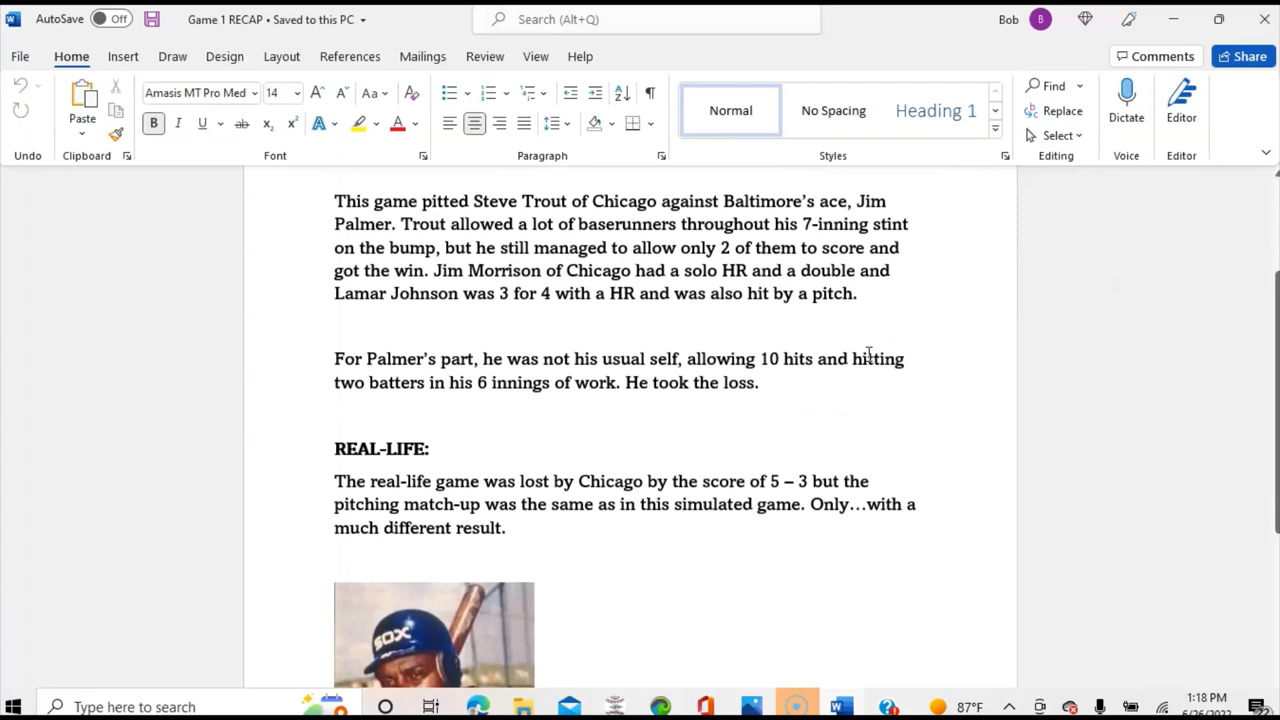 AutoSave Off Game 1 RECAP • Saved to this PC Search (Alt+Q) Bob B
File Home Insert Draw Design Layout References Mailings Review View Help Comments Share
Amasis MT Pro Med 14 Aa
Paste B I U ab x₂ x² A A Normal No Spacing Heading 1 Find Replace Select Dictate Editor
Undo Clipboard Font Paragraph Styles Editing Voice Editor
This game pitted Steve Trout of Chicago against Baltimore’s ace, Jim
Palmer. Trout allowed a lot of baserunners throughout his 7-inning stint
on the bump, but he still managed to allow only 2 of them to score and
got the win. Jim Morrison of Chicago had a solo HR and a double and
Lamar Johnson was 3 for 4 with a HR and was also hit by a pitch.
For Palmer’s part, he was not his usual self, allowing 10 hits and hitting
two batters in his 6 innings of work. He took the loss.
REAL-LIFE:
The real-life game was lost by Chicago by the score of 5 – 3 but the
pitching match-up was the same as in this simulated game. Only…with a
much different result.
SOX
Type here to search 87°F 1:18 PM